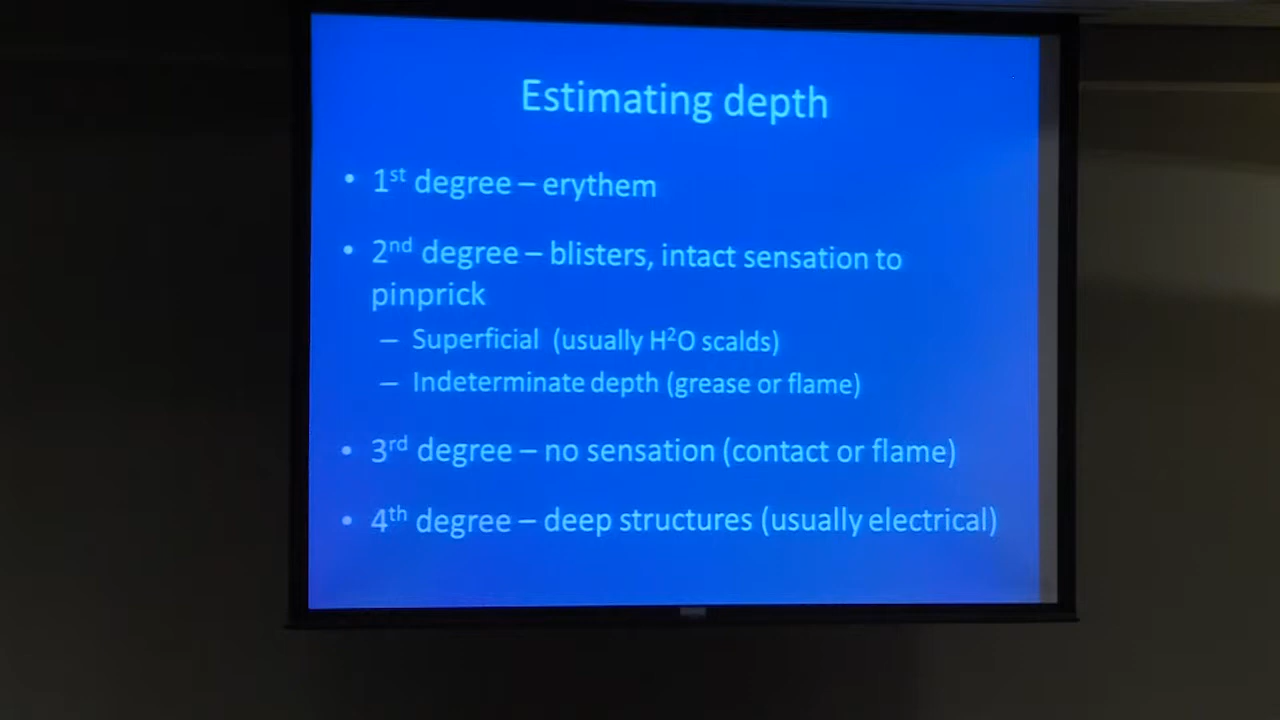 Estimating depth
• 1st degree – erythem
• 2nd degree – blisters, intact sensation to
pinprick
– Superficial (usually H²O scalds)
– Indeterminate depth (grease or flame)
• 3rd degree – no sensation (contact or flame)
• 4th degree – deep structures (usually electrical)